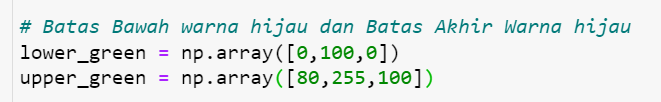 # Batas Bawah warna hijau dan Batas Akhir Warna hijau
lower_green = np.array([0,100,0])
upper_green = np.array([80,255,100])